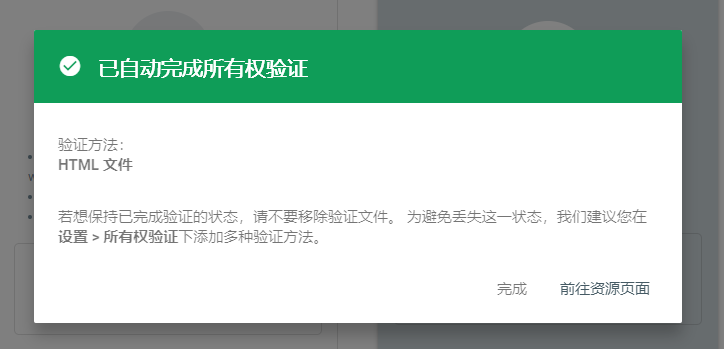 已自动完成所有权验证
验证方法：
HTML 文件
若想保持已完成验证的状态，请不要移除验证文件。 为避免丢失这一状态，我们建议您在
设置 > 所有权验证下添加多种验证方法。
完成
前往资源页面